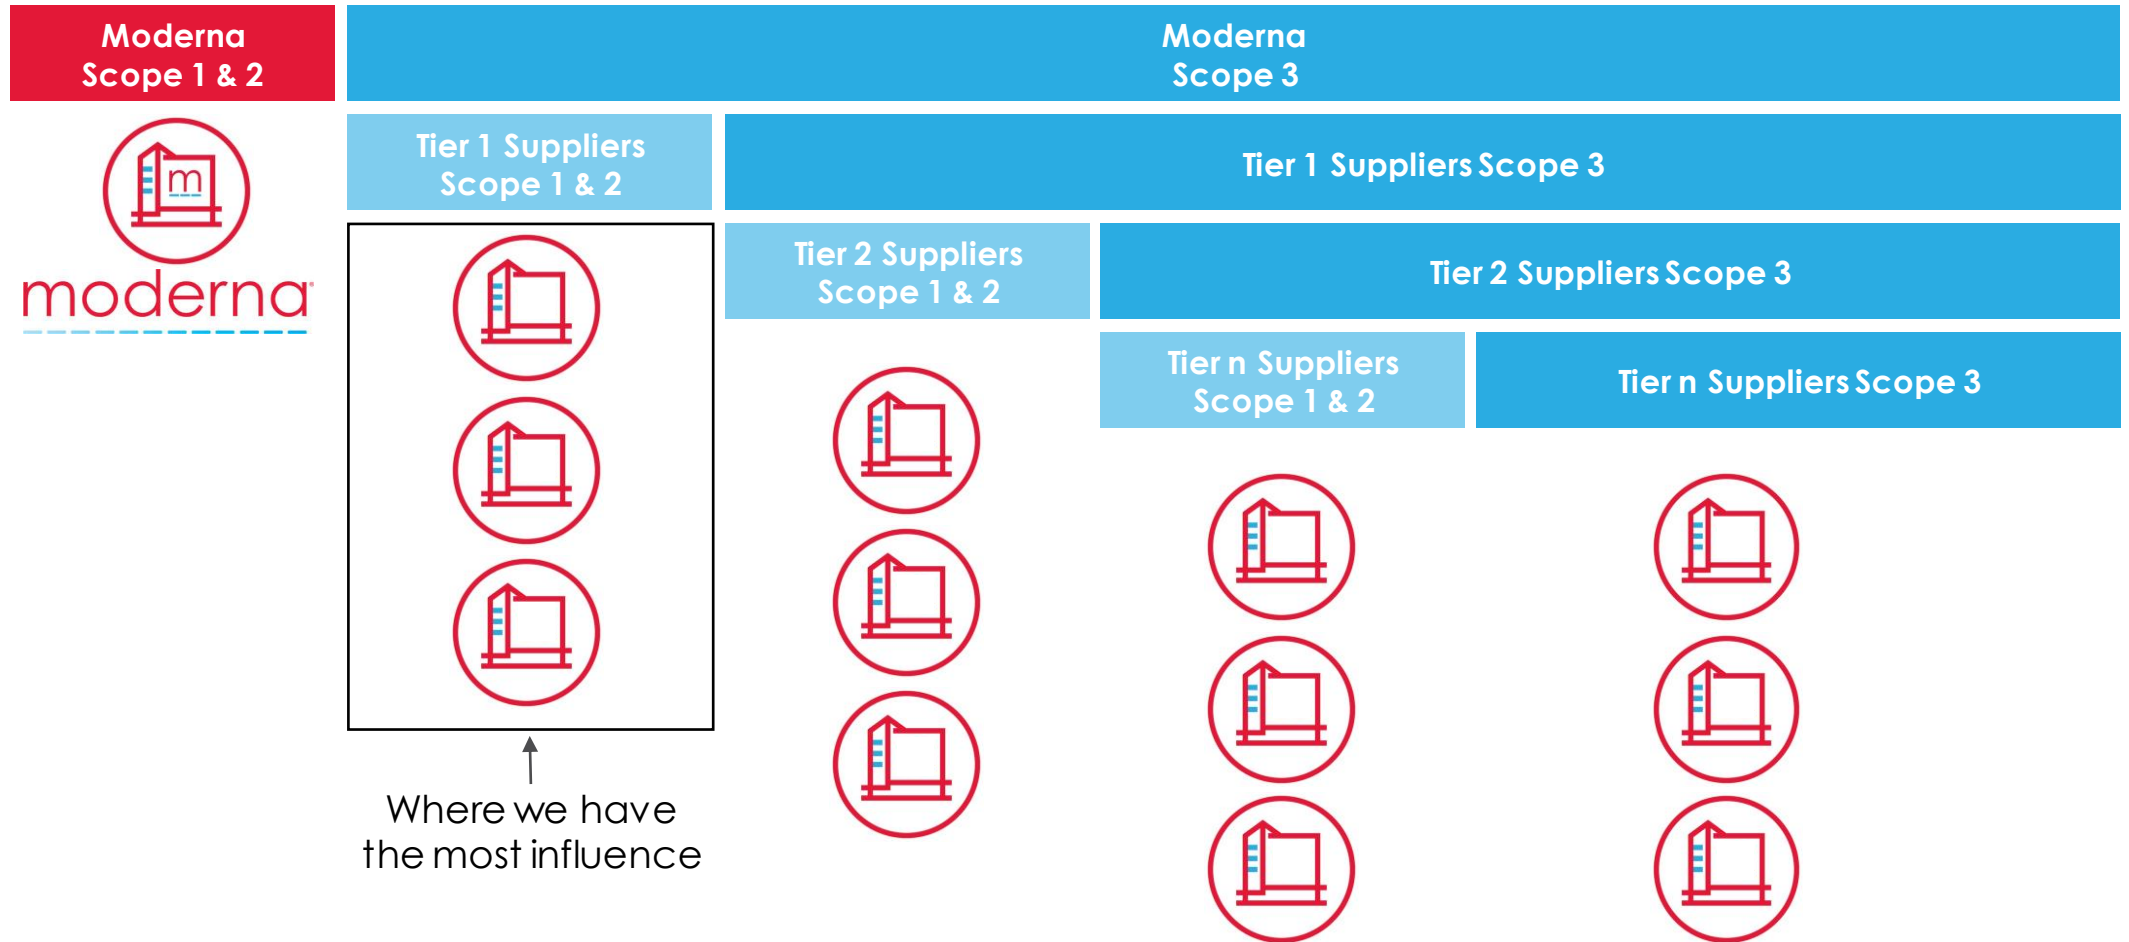 Moderna
Scope 1 & 2
Moderna
Scope 3
Tier 1 Suppliers
Scope 1 & 2
Tier 1 Suppliers Scope 3
m
moderna
Tier 2 Suppliers
Scope 1 & 2
Tier 2 Suppliers Scope 3
Tier n Suppliers
Scope 1 & 2
Tier n Suppliers Scope 3
Where we have
the most influence